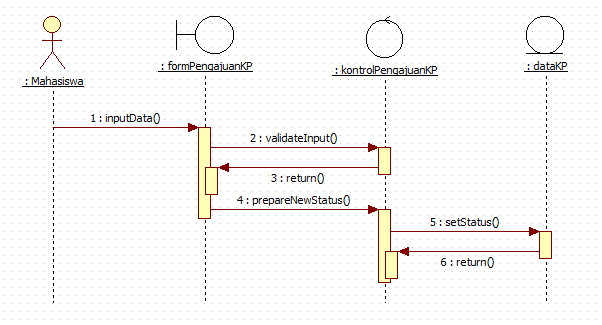 : Mahasiswa
: formPengajuanKP
: kontrolPengajuanKP
: dataKP
1 : inputData()
2 : validateInput()
3 : return()
4 : prepareNewStatus()
5 : setStatus()
6 : return()